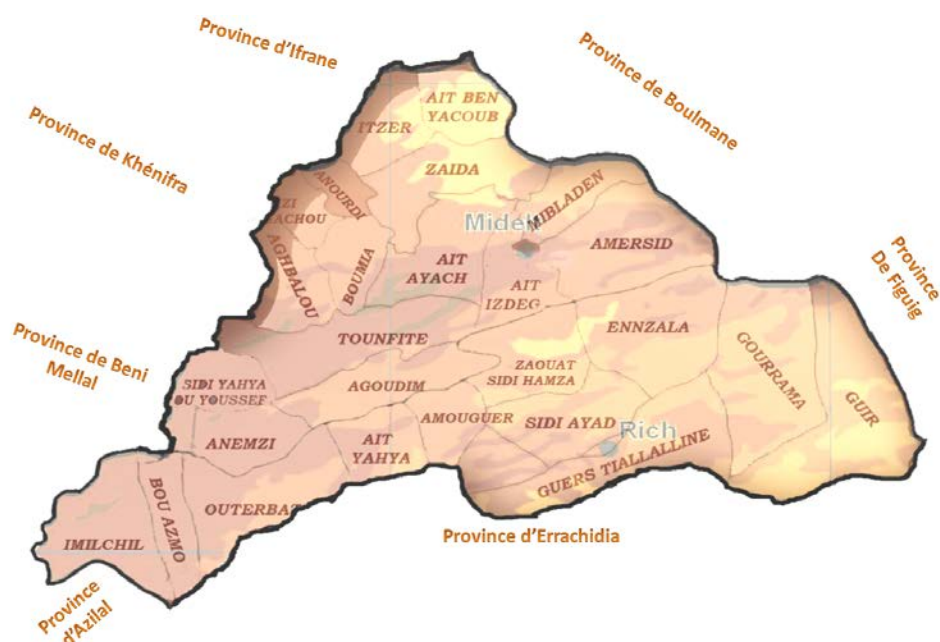 Province d'Ifrane
Province de Boulmane
Province de Khénifra
AIT BEN
YACOUB
ITZER
ZAIDA
ANOURDI
MIBLADEN
Midelt
AMERSID
Province
De Figuig
AGHBALOU
BOUMIA
AIT
AYACH
AIT
IZDEG
ENNZALA
TOUNFITE
GOURRAMA
Province de Beni
Mellal
ZAOUAT
SIDI HAMZA
SIDI YAHYA
OU YOUSSEF
AGOUDIM
GUIR
AMOUGUER
SIDI AYAD
Rich
ANEMZI
AIT
YAHYA
GUERS TIALLALLINE
BOU AZMO
IMILCHIL
Province d'Errachidia
Province
d'Azilal